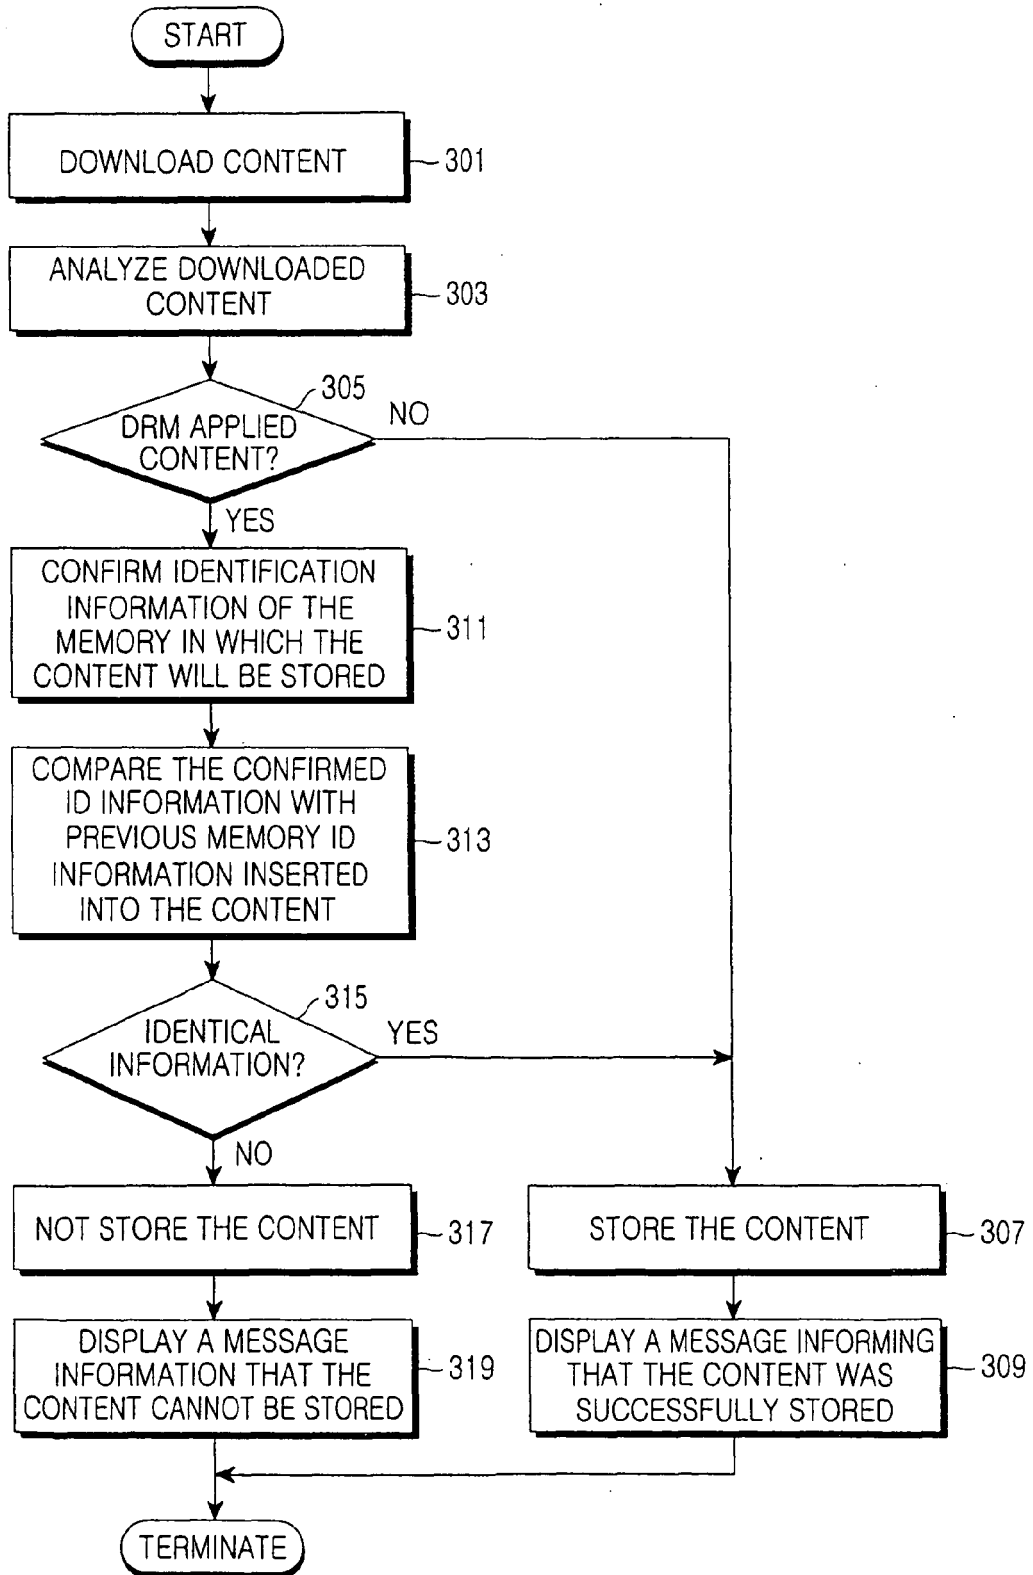 START
DOWNLOAD CONTENT
301
ANALYZE DOWNLOADED
CONTENT
303
305
DRM APPLIED
CONTENT?
NO
YES
CONFIRM IDENTIFICATION
INFORMATION OF THE
MEMORY IN WHICH THE
CONTENT WILL BE STORED
311
COMPARE THE CONFIRMED
ID INFORMATION WITH
PREVIOUS MEMORY ID
INFORMATION INSERTED
INTO THE CONTENT
313
315
IDENTICAL
INFORMATION?
YES
NO
NOT STORE THE CONTENT
317
STORE THE CONTENT
307
DISPLAY A MESSAGE
INFORMATION THAT THE
CONTENT CANNOT BE STORED
319
DISPLAY A MESSAGE INFORMING
THAT THE CONTENT WAS
SUCCESSFULLY STORED
309
TERMINATE